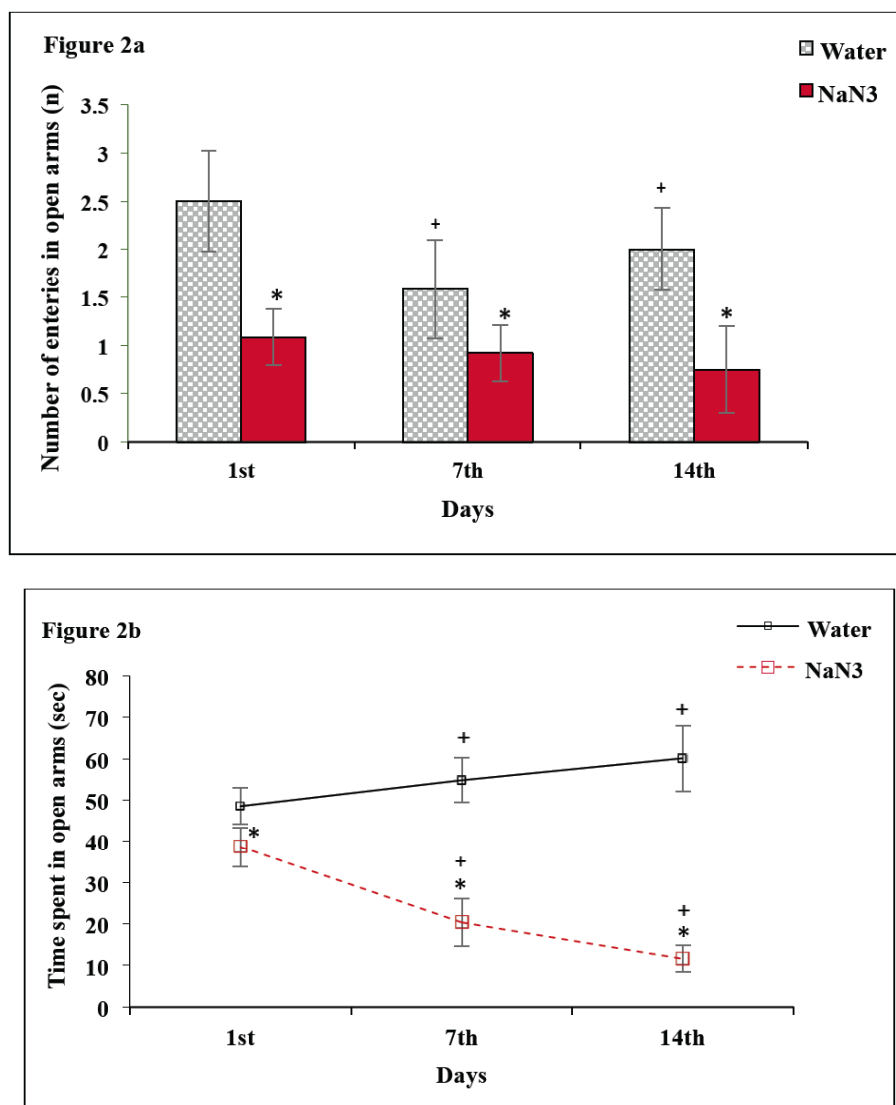 Figure 2a
Water
NaN3
Number of enteries in open arms (n)
3.5
3
2.5
2
1.5
1
0.5
0
+
+
*
*
*
1st 7th 14th
Days
Figure 2b
Water
NaN3
Time spent in open arms (sec)
80
70
60
50
40
30
20
10
0
+
+
*
+
*
+
*
1st 7th 14th
Days